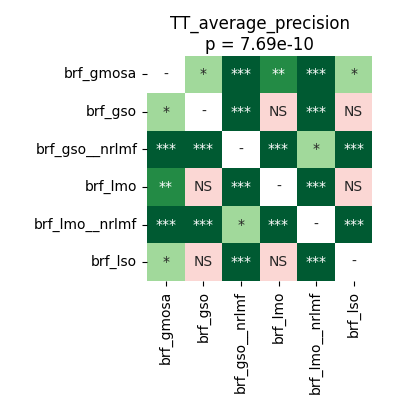 TT_average_precision
p = 7.69e-10
brf_gmosa - * *** ** *** *
brf_gso * - *** NS *** NS
brf_gso__nrlmf *** *** - *** * ***
brf_lmo ** NS *** - *** NS
brf_lmo__nrlmf *** *** * *** - ***
brf_lso * NS *** NS *** -
brf_gmosa
brf_gso
brf_gso__nrlmf
brf_lmo
brf_lmo__nrlmf
brf_lso